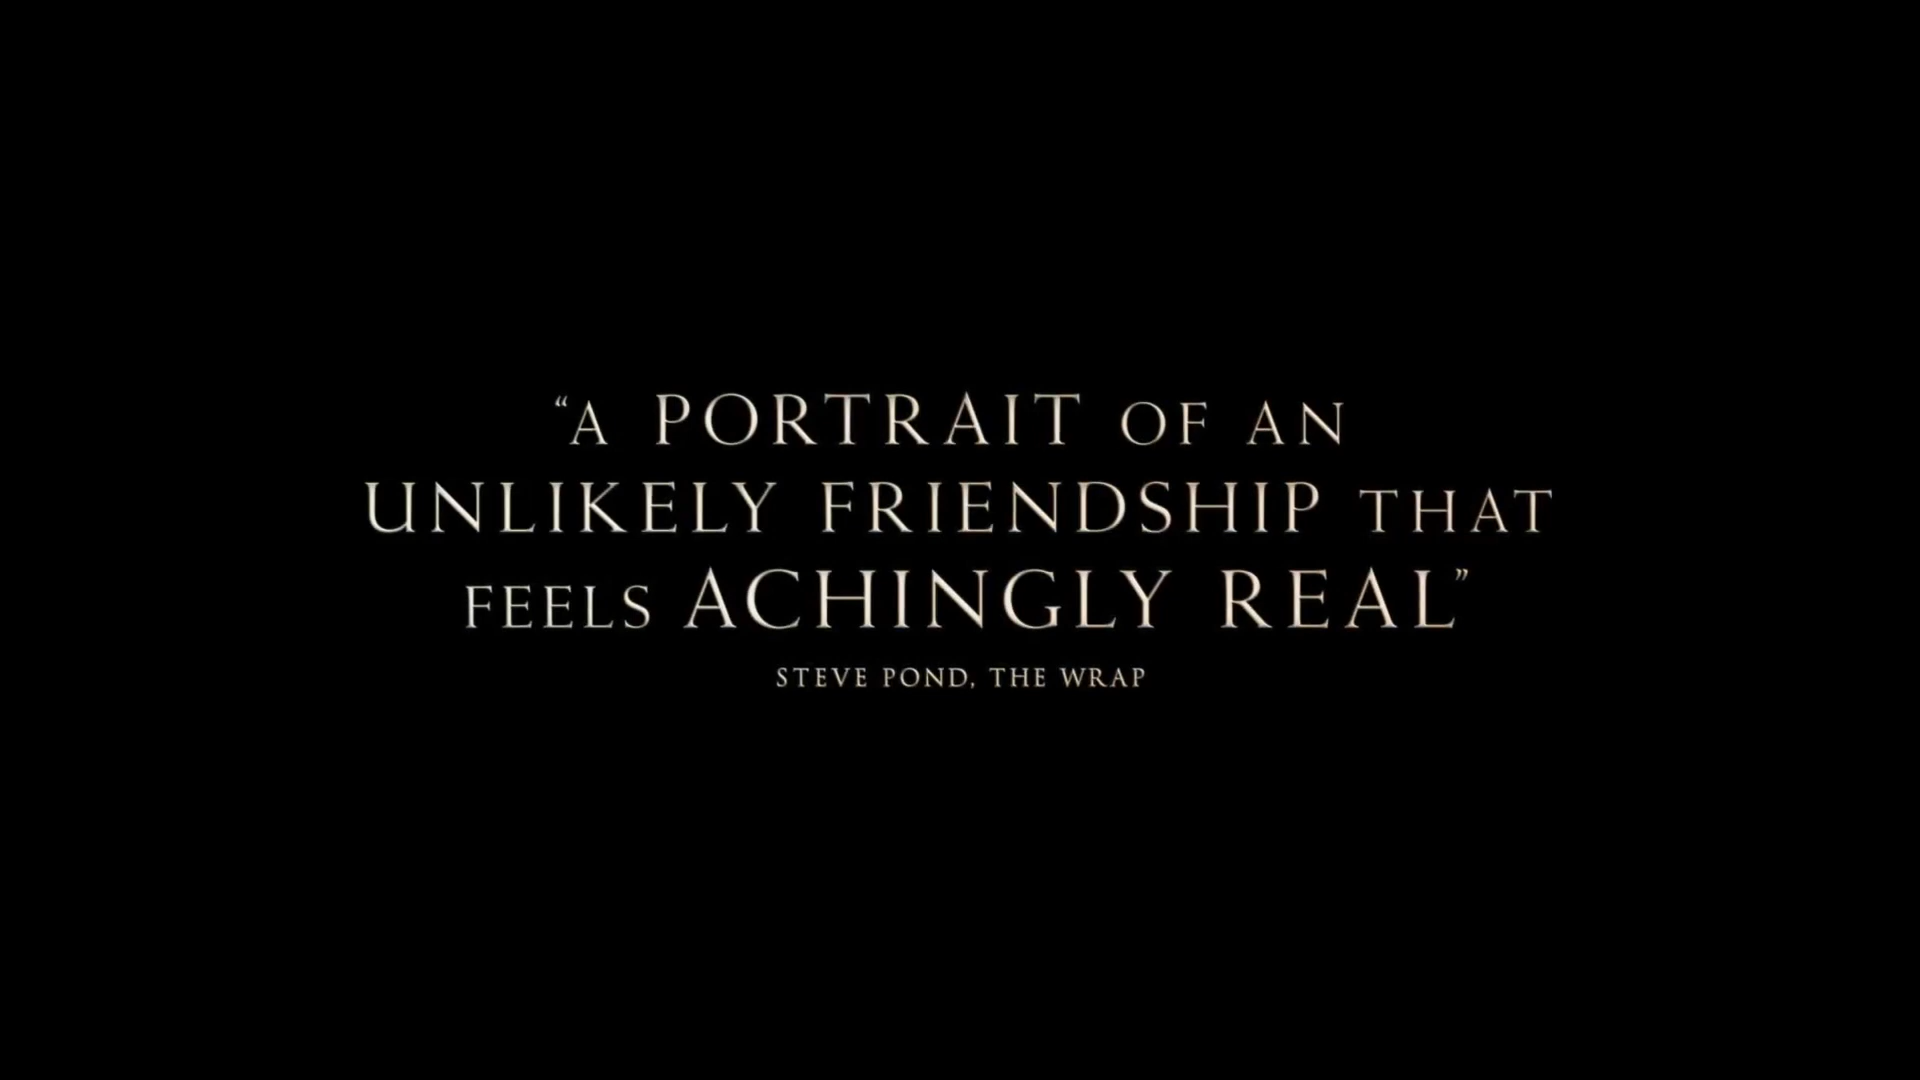 “A PORTRAIT OF AN
UNLIKELY FRIENDSHIP THAT
FEELS ACHINGLY REAL”
STEVE POND, THE WRAP